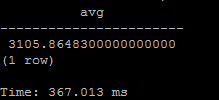 avg
-----------------------
3105.8648300000000000
(1 row)
Time: 367.013 ms